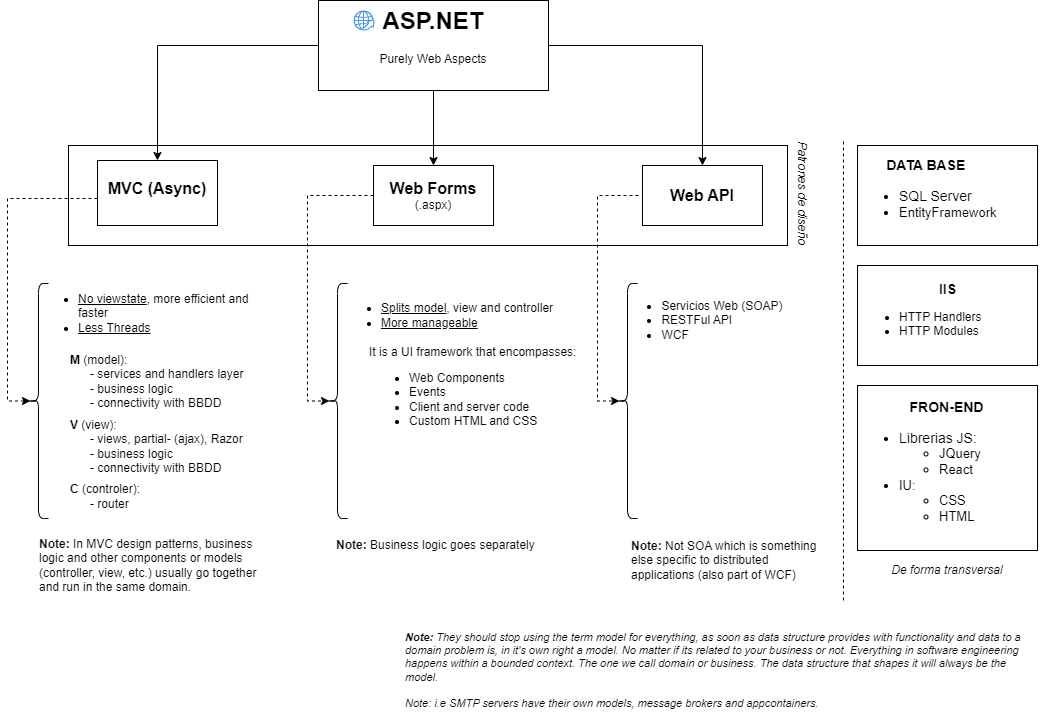 ASP.NET
Purely Web Aspects
Patrones de diseño
MVC (Async)
Web Forms
(.aspx)
Web API
No viewstate, more efficient and
faster
Less Threads
M (model):
- services and handlers layer
- business logic
- connectivity with BBDD
V (view):
- views, partial- (ajax), Razor
- business logic
- connectivity with BBDD
C (controler):
- router
Note: In MVC design patterns, business
logic and other components or models
(controller, view, etc.) usually go together
and run in the same domain.
Splits model, view and controller
More manageable
It is a UI framework that encompasses:
Web Components
Events
Client and server code
Custom HTML and CSS
Note: Business logic goes separately
Servicios Web (SOAP)
RESTFul API
WCF
Note: Not SOA which is something
else specific to distributed
applications (also part of WCF)
DATA BASE
SQL Server
EntityFramework
IIS
HTTP Handlers
HTTP Modules
FRON-END
Librerias JS:
JQuery
React
IU:
CSS
HTML
De forma transversal
Note: They should stop using the term model for everything, as soon as data structure provides with functionality and data to a
domain problem is, in it's own right a model. No matter if its related to your business or not. Everything in software engineering
happens within a bounded context. The one we call domain or business. The data structure that shapes it will always be the
model.
Note: i.e SMTP servers have their own models, message brokers and appcontainers.